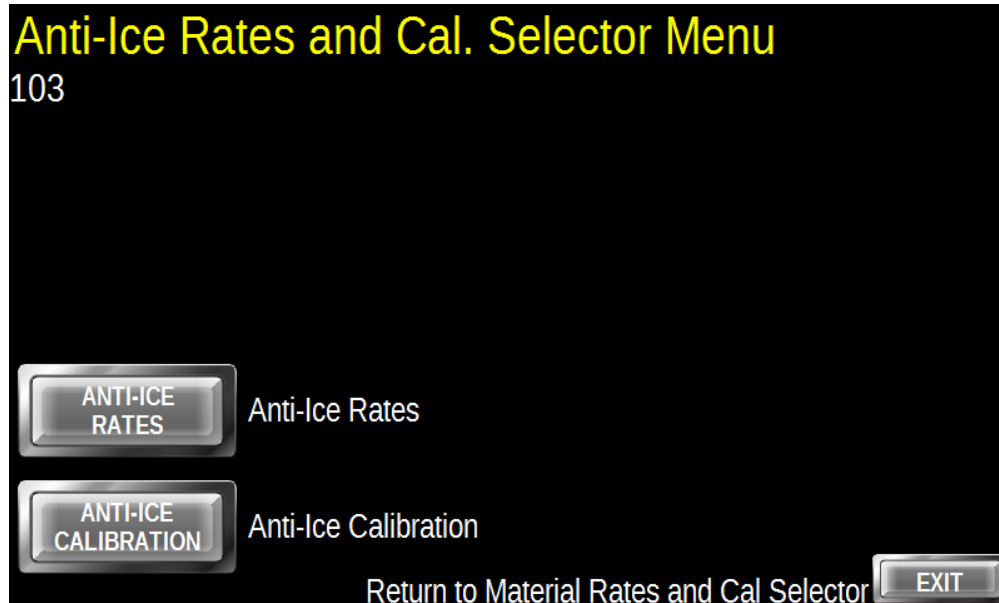 Anti-Ice Rates and Cal. Selector Menu
103
ANTI-ICE
RATES
Anti-Ice Rates
ANTI-ICE
CALIBRATION
Anti-Ice Calibration
Return to Material Rates and Cal Selector
EXIT